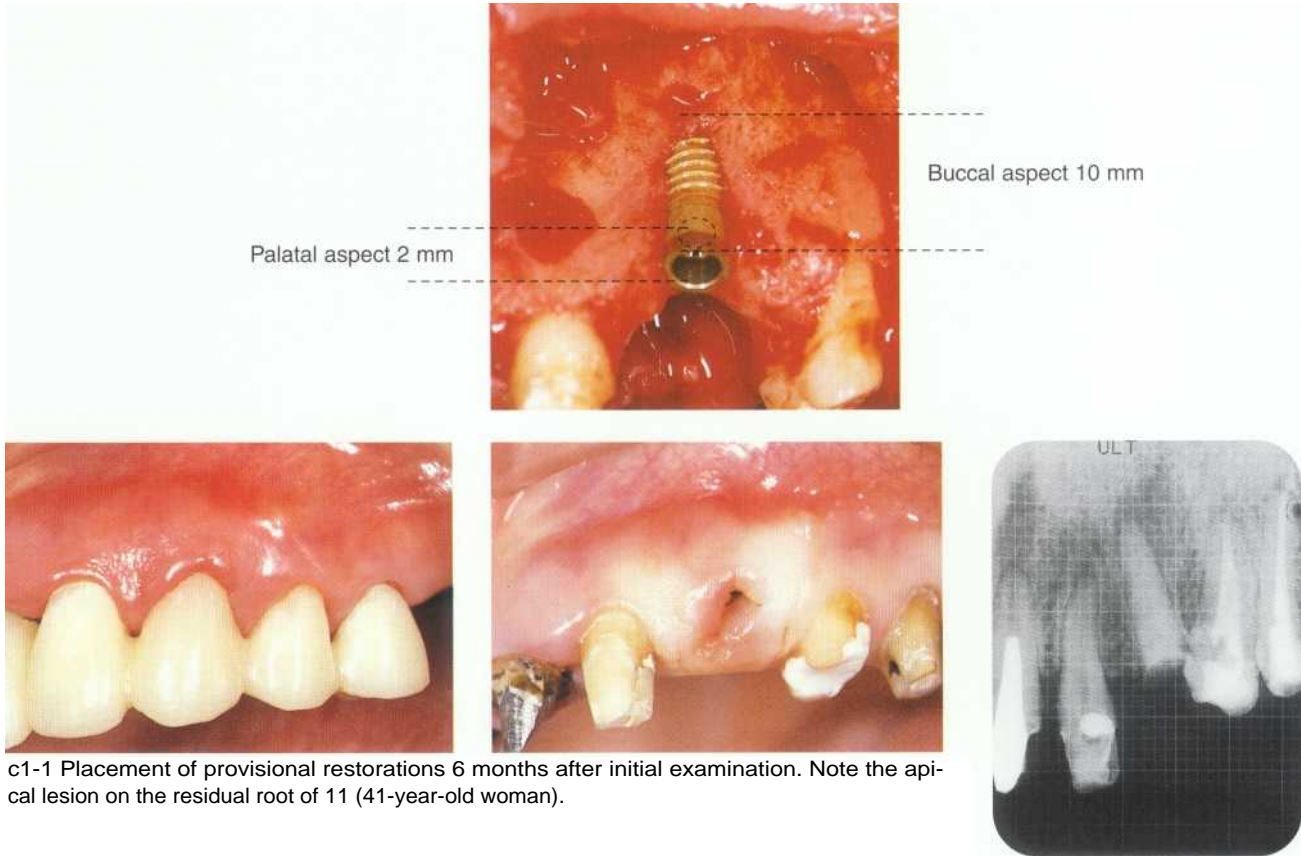 Buccal aspect 10 mm
Palatal aspect 2 mm
ULT
c1-1 Placement of provisional restorations 6 months after initial examination. Note the api-
cal lesion on the residual root of 11 (41-year-old woman).